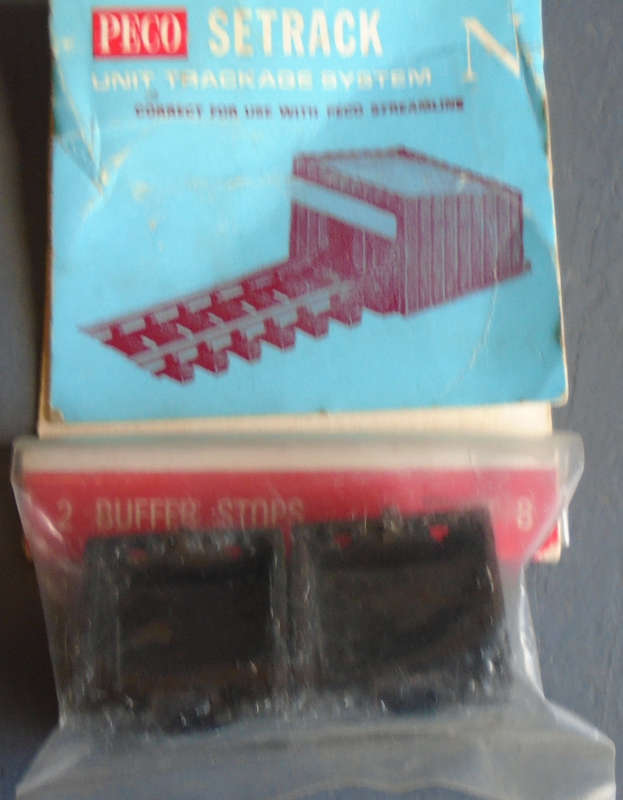 PECO SETRACK N
UNIT TRACKAGE SYSTEM
CORRECT FOR USE WITH PECO STREAMLINE
2 BUFFER STOPS 8